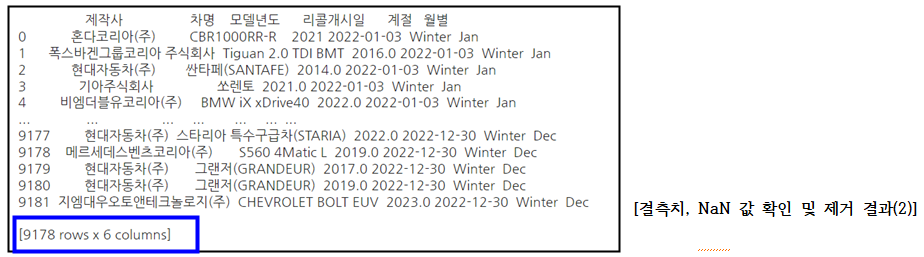 제작사 차명 모델년도 리콜개시일 계절 월별
0 혼다코리아(주) CBR1000RR-R 2021 2022-01-03 Winter Jan
1 폭스바겐그룹코리아 주식회사 Tiguan 2.0 TDI BMT 2016.0 2022-01-03 Winter Jan
2 현대자동차(주) 싼타페(SANTAFE) 2014.0 2022-01-03 Winter Jan
3 기아주식회사 쏘렌토 2021.0 2022-01-03 Winter Jan
4 비엠더블유코리아(주) BMW iX xDrive40 2022.0 2022-01-03 Winter Jan
... ... ... ... ... ... ...
9177 현대자동차(주) 스타리아 특수구급차(STARIA) 2022.0 2022-12-30 Winter Dec
9178 메르세데스벤츠코리아(주) S560 4Matic L 2019.0 2022-12-30 Winter Dec
9179 현대자동차(주) 그랜저(GRANDEUR) 2017.0 2022-12-30 Winter Dec
9180 현대자동차(주) 그랜저(GRANDEUR) 2019.0 2022-12-30 Winter Dec
9181 지엠대우오토앤테크놀로지(주) CHEVROLET BOLT EUV 2023.0 2022-12-30 Winter Dec
[9178 rows x 6 columns]
[결측치, NaN 값 확인 및 제거 결과(2)]